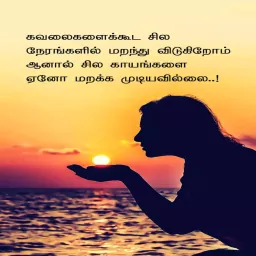 கவலைகளைக்கூட சில
நேரங்களில் மறந்து விடுகிறோம்
ஆனால் சில காயங்களை
ஏனோ மறக்க முடியவில்லை..!